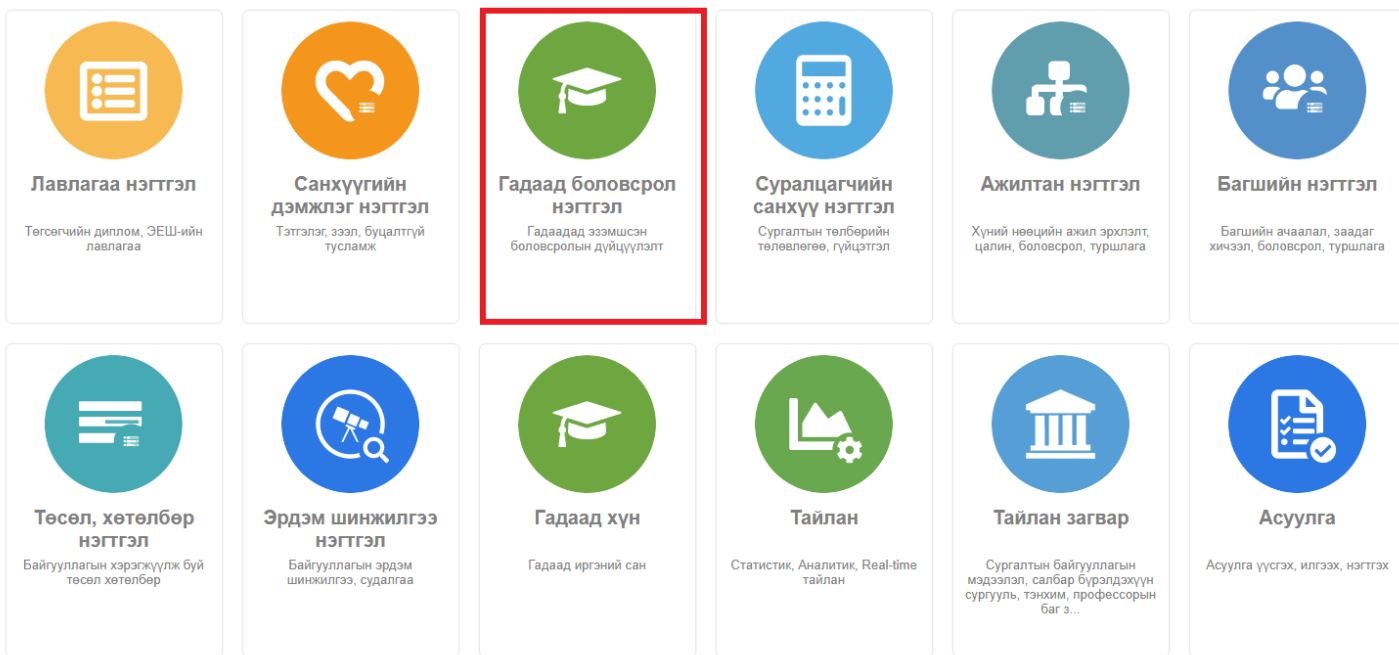 Лавлагаа нэгтгэл
Төгсөгчийн диплом, ЭЕШ-ийн
лавлагаа
Санхүүгийн
дэмжлэг нэгтгэл
Тэтгэлэг, зээл, буцалтгүй
тусламж
Гадаад боловсрол
нэгтгэл
Гадаадад эзэмшсэн
боловсролын дүйцүүлэлт
Суралцагчийн
санхүү нэгтгэл
Сургалтын төлбөрийн
төлөвлөгөө, гүйцэтгэл
Ажилтан нэгтгэл
Хүний нөөцийн ажил эрхлэлт,
цалин, боловсрол, туршлага
Багшийн нэгтгэл
Багшийн ачаалал, заадаг
хичээл, боловсрол, туршлага
Төсөл, хөтөлбөр
нэгтгэл
Байгууллагын хэрэгжүүлж буй
төсөл хөтөлбөр
Эрдэм шинжилгээ
нэгтгэл
Байгууллагын эрдэм
шинжилгээ, судалгаа
Гадаад хүн
Гадаад иргэний сан
Тайлан
Статистик, Аналитик, Real-time
тайлан
Тайлан загвар
Сургалтын байгууллагын
мэдээлэл, салбар бүрэлдэхүүн
сургууль, тэнхим, профессорын
баг з...
Асуулга
Асуулга үүсгэх, илгээх, нэгтгэх